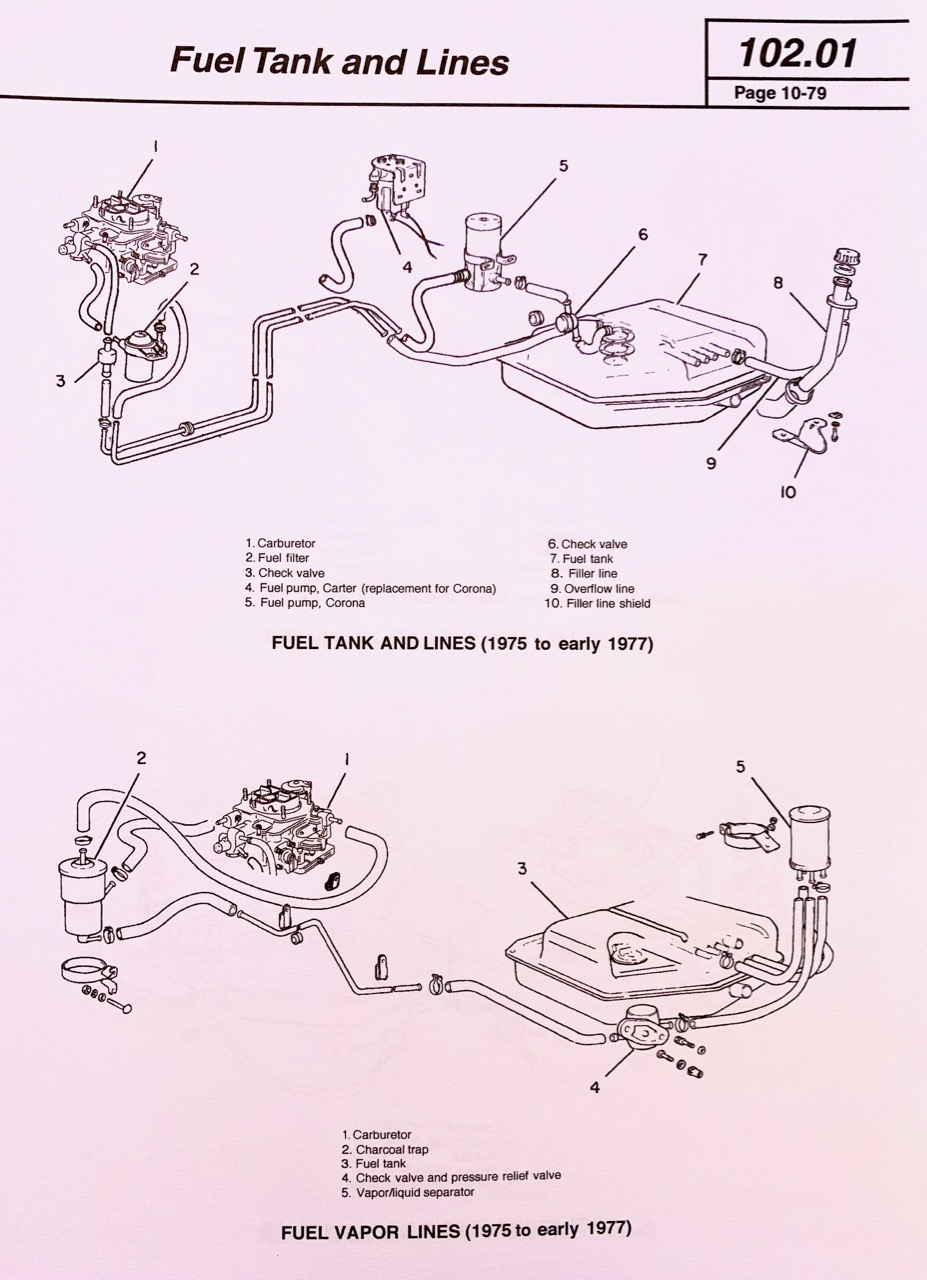 Fuel Tank and Lines
102.01
Page 10-79
1
2
3
4
5
6
7
8
9
10
1. Carburetor
2. Fuel filter
3. Check valve
4. Fuel pump, Carter (replacement for Corona)
5. Fuel pump, Corona
6. Check valve
7. Fuel tank
8. Filler line
9. Overflow line
10. Filler line shield
FUEL TANK AND LINES (1975 to early 1977)
2
1
5
3
4
1. Carburetor
2. Charcoal trap
3. Fuel tank
4. Check valve and pressure relief valve
5. Vapor/liquid separator
FUEL VAPOR LINES (1975 to early 1977)